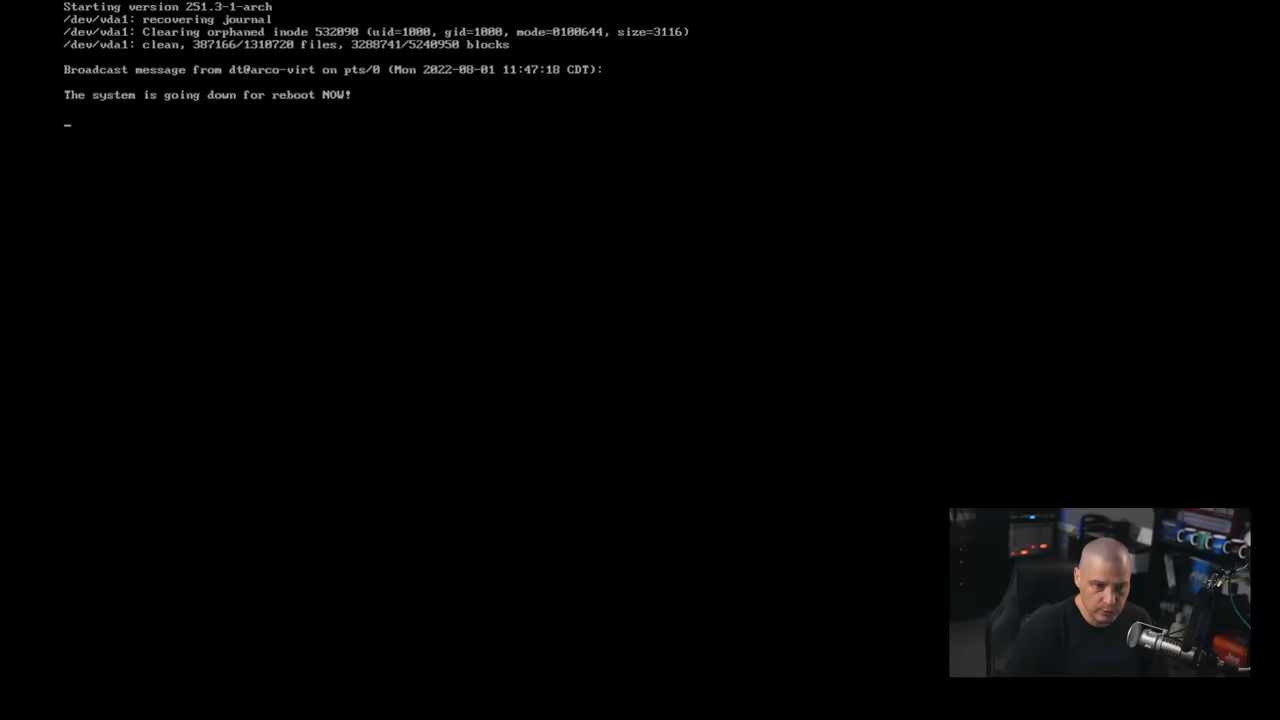 Starting version 251.3-1-arch
/dev/vda1: recovering journal
/dev/vda1: Clearing orphaned inode 532090 (uid=1000, gid=1000, mode=0100644, size=3116)
/dev/vda1: clean, 387166/1310720 files, 3288741/5240950 blocks
Broadcast message from dt@arco-virt on pts/0 (Mon 2022-08-01 11:47:18 CDT):
The system is going down for reboot NOW!